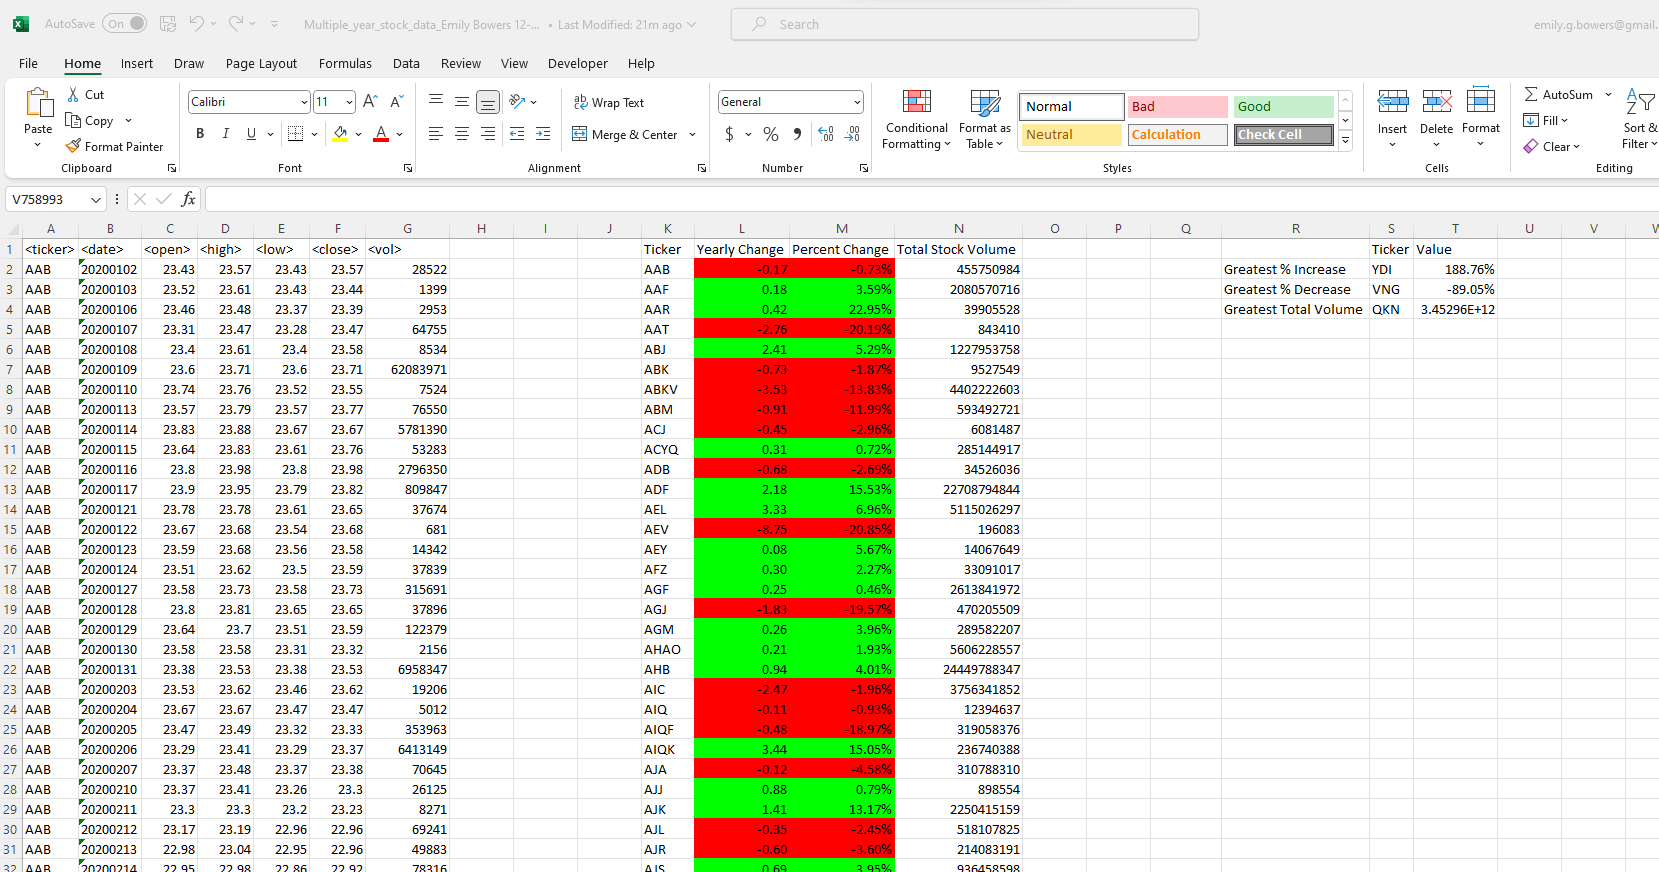 AutoSave On Multiple_year_stock_data_Emily Bowers 12-... • Last Modified: 21m ago Search emily.g.bowers@gmail.
File Home Insert Draw Page Layout Formulas Data Review View Developer Help
Paste Cut Copy Format Painter Clipboard
Calibri 11 A^ A˅ B I U A Font
ab Wrap Text Merge & Center Alignment
General $ % , Number
Conditional Formatting Format as Table Normal Bad Good Neutral Calculation Check Cell Styles
Insert Delete Format Cells
AutoSum Fill Clear Sort & Filter Editing
V758993 fx
A B C D E F G H I J K L M N O P Q R S T U V
1 <ticker> <date> <open> <high> <low> <close> <vol> Ticker Yearly Change Percent Change Total Stock Volume Ticker Value
2 AAB 20200102 23.43 23.57 23.43 23.57 28522 AAB -0.17 -0.73% 455750984 Greatest % Increase YDI 188.76%
3 AAB 20200103 23.52 23.61 23.43 23.44 1399 AAF 0.18 3.59% 2080570716 Greatest % Decrease VNG -89.05%
4 AAB 20200106 23.46 23.48 23.37 23.39 2953 AAR 0.42 22.95% 39905528 Greatest Total Volume QKN 3.45296E+12
5 AAB 20200107 23.31 23.47 23.28 23.47 64755 AAT -2.76 -20.19% 843410
6 AAB 20200108 23.4 23.61 23.4 23.58 8534 ABJ 2.41 5.29% 1227953758
7 AAB 20200109 23.6 23.71 23.6 23.71 62083971 ABK -0.73 -1.87% 9527549
8 AAB 20200110 23.74 23.76 23.52 23.55 7524 ABKV -3.53 -13.83% 4402222603
9 AAB 20200113 23.57 23.79 23.57 23.77 76550 ABM -0.91 -11.99% 593492721
10 AAB 20200114 23.83 23.88 23.67 23.67 5781390 ACJ -0.45 -2.96% 6081487
11 AAB 20200115 23.64 23.83 23.61 23.76 53283 ACYQ 0.31 0.72% 285144917
12 AAB 20200116 23.8 23.98 23.8 23.98 2796350 ADB -0.68 -2.69% 34526036
13 AAB 20200117 23.9 23.95 23.79 23.82 809847 ADF 2.18 15.53% 22708794844
14 AAB 20200121 23.78 23.78 23.61 23.65 37674 AEL 3.33 6.96% 5115026297
15 AAB 20200122 23.67 23.68 23.54 23.68 681 AEV -8.75 -20.85% 196083
16 AAB 20200123 23.59 23.68 23.56 23.58 14342 AEY 0.08 5.67% 14067649
17 AAB 20200124 23.51 23.62 23.5 23.59 37839 AFZ 0.30 2.27% 33091017
18 AAB 20200127 23.58 23.73 23.58 23.73 315691 AGF 0.25 0.46% 2613841972
19 AAB 20200128 23.8 23.81 23.65 23.65 37896 AGJ -1.83 -19.57% 470205509
20 AAB 20200129 23.64 23.7 23.51 23.59 122379 AGM 0.26 3.96% 289582207
21 AAB 20200130 23.58 23.58 23.31 23.32 2156 AHAO 0.21 1.93% 5606228557
22 AAB 20200131 23.38 23.53 23.38 23.53 6958347 AHB 0.94 4.01% 24449788347
23 AAB 20200203 23.53 23.62 23.46 23.62 19206 AIC -2.47 -1.96% 3756341852
24 AAB 20200204 23.67 23.67 23.47 23.47 5012 AIQ -0.11 -0.93% 12394637
25 AAB 20200205 23.47 23.49 23.32 23.33 353963 AIQF -0.48 -18.97% 319058376
26 AAB 20200206 23.29 23.41 23.29 23.37 6413149 AIQK 3.44 15.05% 236740388
27 AAB 20200207 23.37 23.48 23.37 23.38 70645 AJA -0.12 -4.58% 310788310
28 AAB 20200210 23.37 23.41 23.26 23.3 26125 AJJ 0.88 0.79% 898554
29 AAB 20200211 23.3 23.3 23.2 23.23 8271 AJK 1.41 13.17% 2250415159
30 AAB 20200212 23.17 23.19 22.96 22.96 69241 AJL -0.35 -2.45% 518107825
31 AAB 20200213 22.98 23.04 22.95 22.96 49883 AJR -0.60 -3.60% 214083191
32 AAB 20200214 22.95 22.98 22.86 22.92 78316 AJS 0.69 3.95% 936458598